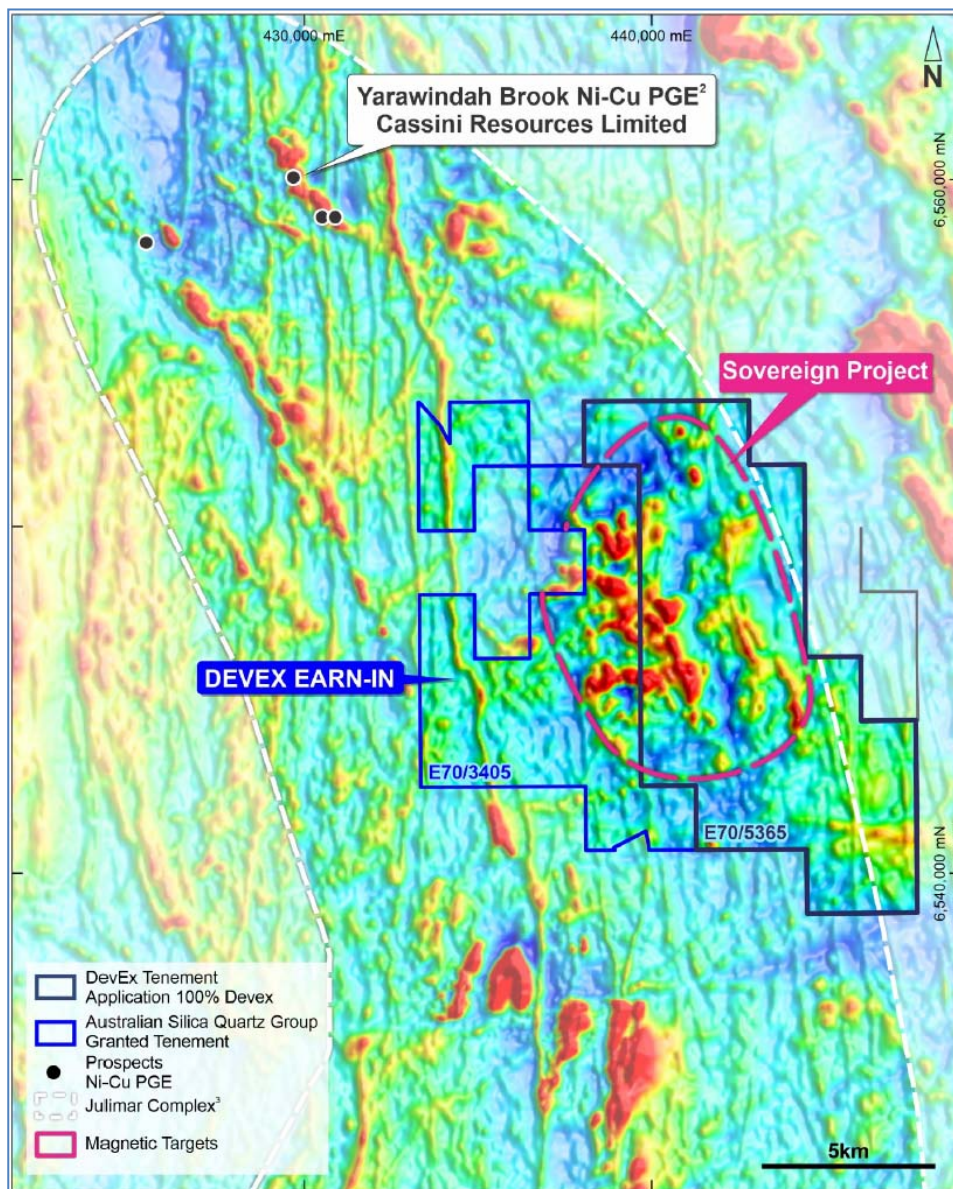 430,000 mE
440,000 mE
N
Yarawindah Brook Ni-Cu PGE²
Cassini Resources Limited
6,560,000 mN
Sovereign Project
DEVEX EARN-IN
E70/3405
E70/5365
6,540,000 mN
DevEx Tenement
Application 100% Devex
Australian Silica Quartz Group
Granted Tenement
Prospects
Ni-Cu PGE
Julimar Complex³
Magnetic Targets
5km